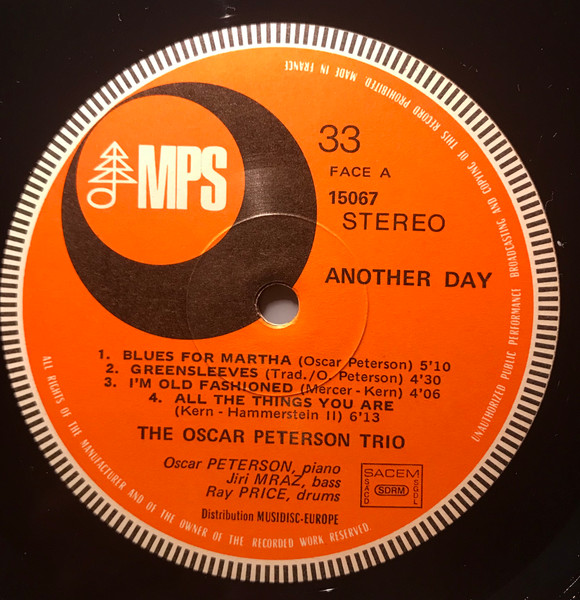 MPS
33
FACE A
15067
STEREO
ANOTHER DAY
1. BLUES FOR MARTHA (Oscar Peterson) 5'10
2. GREENSLEEVES (Trad./O. Peterson) 4'30
3. I'M OLD FASHIONED (Mercer - Kern) 4'06
4. ALL THE THINGS YOU ARE
(Kern - Hammerstein II) 6'13
THE OSCAR PETERSON TRIO
Oscar PETERSON, piano
Jiri MRAZ, bass
Ray PRICE, drums
SACEM
SACD
SDRM
SGDL
Distribution MUSIDISC-EUROPE
ALL RIGHTS OF THE MANUFACTURER AND OF THE OWNER OF THE RECORDED WORK RESERVED.
UNAUTHORIZED PUBLIC PERFORMANCE BROADCASTING AND COPYING OF THIS RECORD PROHIBITED. MADE IN FRANCE